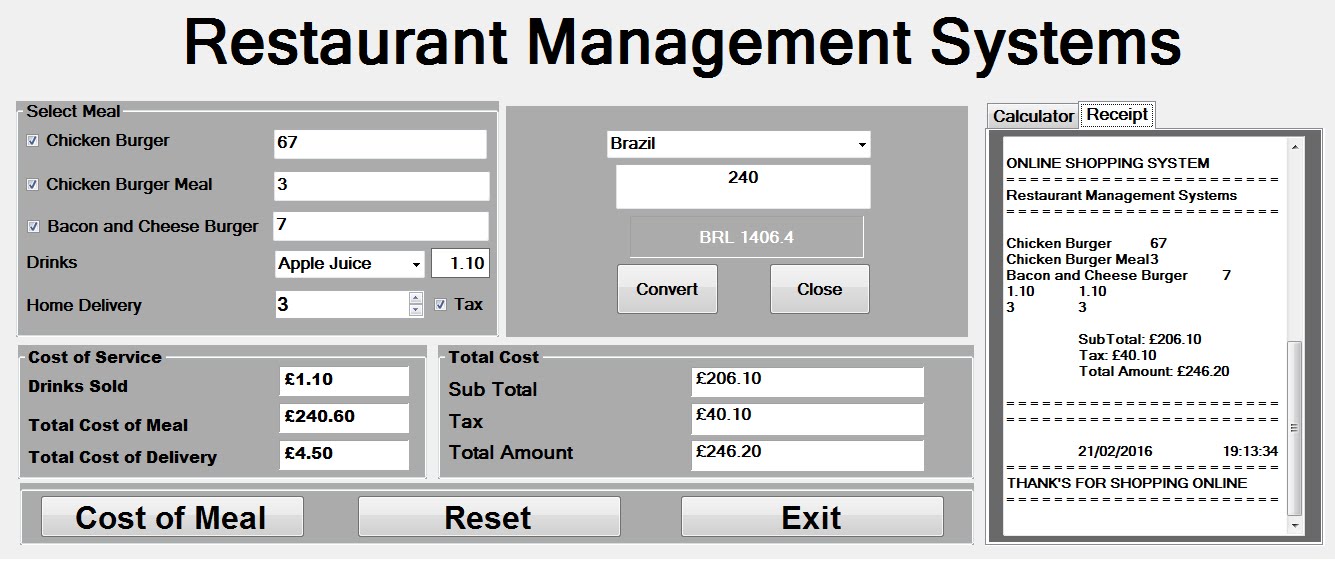 Restaurant Management Systems
Select Meal
Chicken Burger 67
Chicken Burger Meal 3
Bacon and Cheese Burger 7
Drinks Apple Juice 1.10
Home Delivery 3 Tax
Brazil
240
BRL 1406.4
Convert Close
Cost of Service
Drinks Sold £1.10
Total Cost of Meal £240.60
Total Cost of Delivery £4.50
Total Cost
Sub Total £206.10
Tax £40.10
Total Amount £246.20
Cost of Meal Reset Exit
Calculator Receipt
ONLINE SHOPPING SYSTEM
= = = = = = = = = = = = = = = = = = = = = = = = = = = =
Restaurant Management Systems
= = = = = = = = = = = = = = = = = = = = = = = = = = = =
Chicken Burger 67
Chicken Burger Meal3
Bacon and Cheese Burger 7
1.10 1.10
3 3
SubTotal: £206.10
Tax: £40.10
Total Amount: £246.20
= = = = = = = = = = = = = = = = = = = = = = = = = = = =
= = = = = = = = = = = = = = = = = = = = = = = = = = = =
21/02/2016 19:13:34
= = = = = = = = = = = = = = = = = = = = = = = = = = = =
THANK'S FOR SHOPPING ONLINE
= = = = = = = = = = = = = = = = = = = = = = = = = = = =